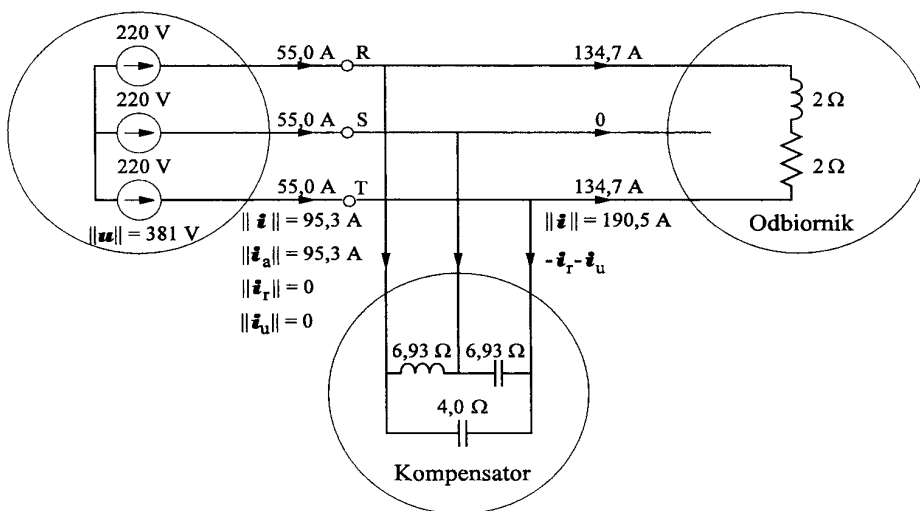 220 V
55,0 A R
134,7 A
220 V
55,0 A S
0
2 Ω
220 V
55,0 A T
134,7 A
2 Ω
||u|| = 381 V
|| i || = 95,3 A
|| i || = 190,5 A
Odbiornik
||iₐ|| = 95,3 A
-iᵣ-iᵤ
||iᵣ|| = 0
||iᵤ|| = 0
6,93 Ω 6,93 Ω
4,0 Ω
Kompensator